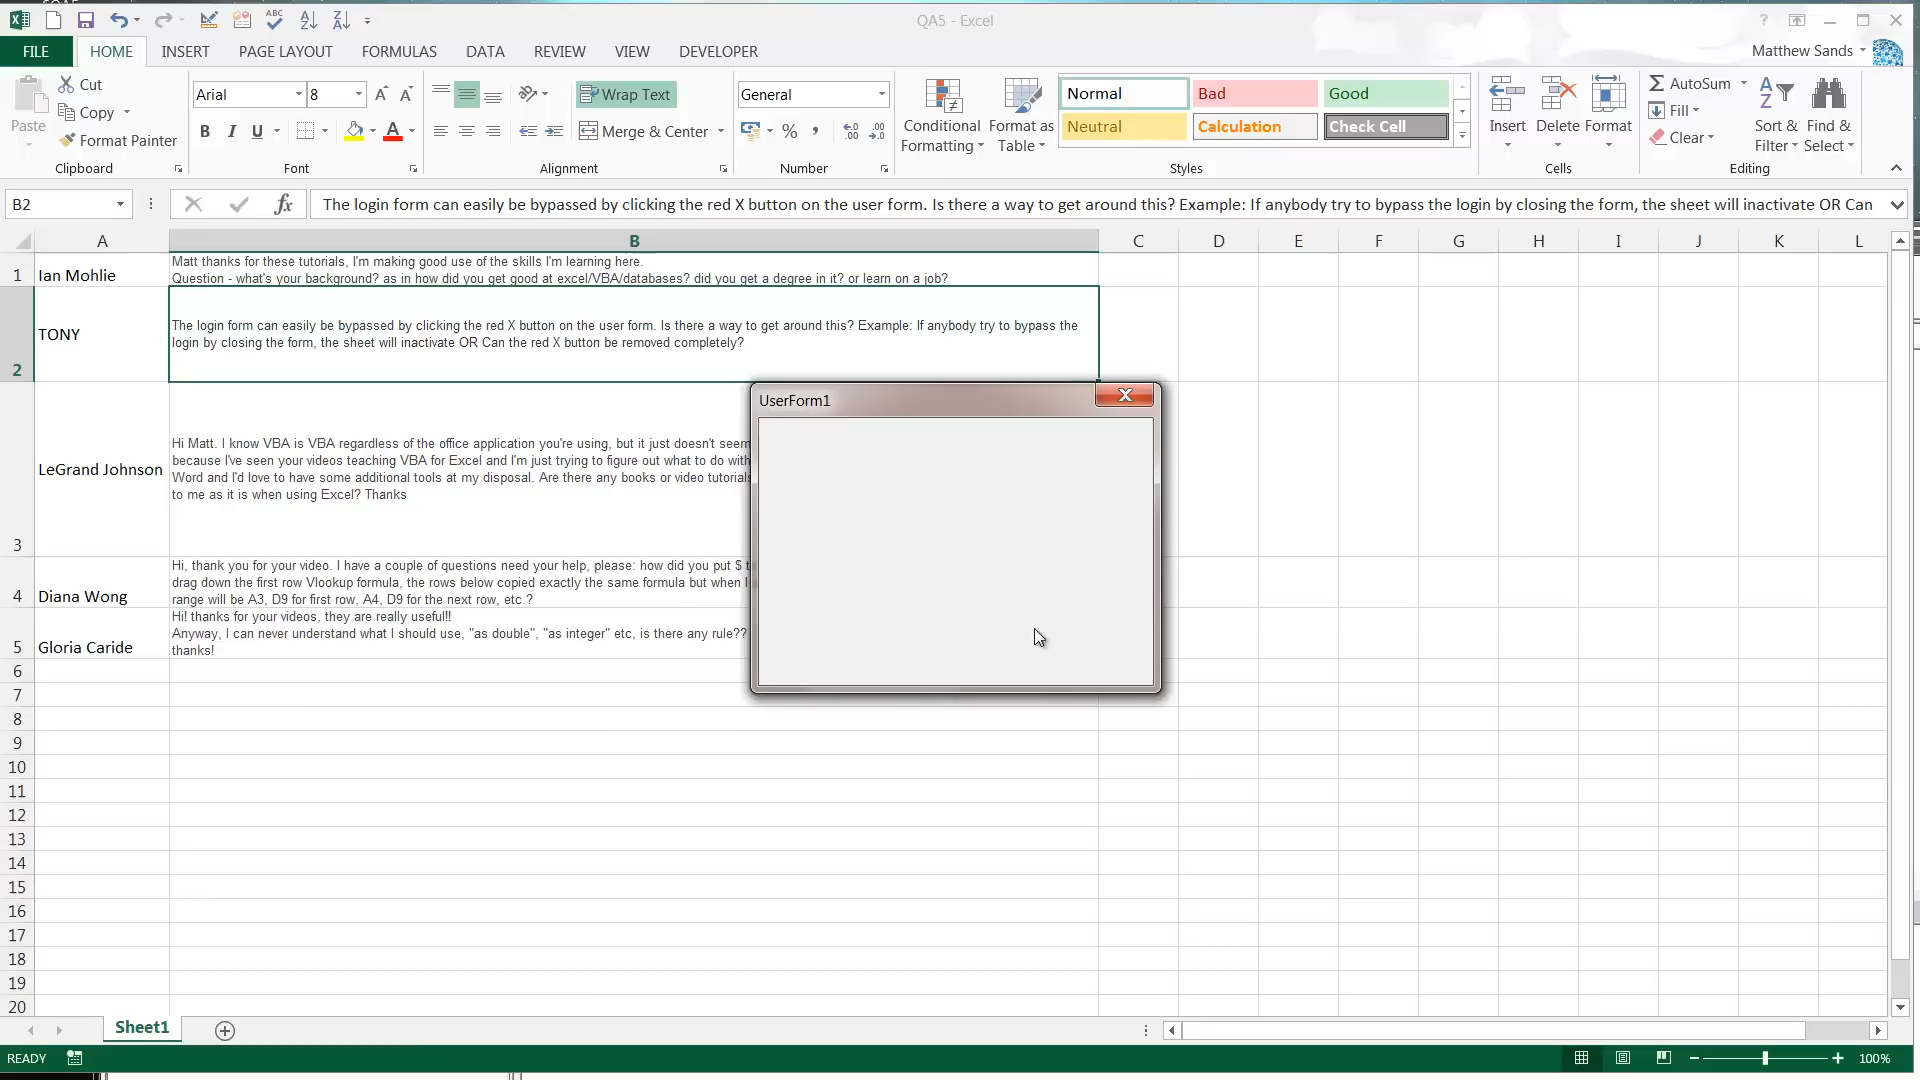 QA5 - Excel
FILE HOME INSERT PAGE LAYOUT FORMULAS DATA REVIEW VIEW DEVELOPER Matthew Sands
Paste
Cut
Copy
Format Painter
Clipboard
Arial 8
B I U A
Font
Wrap Text
Merge & Center
Alignment
General
%
Number
Conditional Formatting
Format as Table
Normal Bad Good
Neutral Calculation Check Cell
Styles
Insert Delete Format
Cells
AutoSum
Fill
Clear
Sort & Filter
Find & Select
Editing
B2 fx The login form can easily be bypassed by clicking the red X button on the user form. Is there a way to get around this? Example: If anybody try to bypass the login by closing the form, the sheet will inactivate OR Can
A B C D E F G H I J K L
1 Ian Mohlie
Matt thanks for these tutorials, I'm making good use of the skills I'm learning here.
Question - what's your background? as in how did you get good at excel/VBA/databases? did you get a degree in it? or learn on a job?
2 TONY
The login form can easily be bypassed by clicking the red X button on the user form. Is there a way to get around this? Example: If anybody try to bypass the
login by closing the form, the sheet will inactivate OR Can the red X button be removed completely?
UserForm1
3 LeGrand Johnson
Hi Matt. I know VBA is VBA regardless of the office application you're using, but it just doesn't seem
because I've seen your videos teaching VBA for Excel and I'm just trying to figure out what to do with
Word and I'd love to have some additional tools at my disposal. Are there any books or video tutorials
to me as it is when using Excel? Thanks
4 Diana Wong
Hi, thank you for your video. I have a couple of questions need your help, please: how did you put $ t
drag down the first row Vlookup formula, the rows below copied exactly the same formula but when I
range will be A3, D9 for first row, A4, D9 for the next row, etc.?
5 Gloria Caride
Hi! thanks for your videos, they are really useful!!
Anyway, I can never understand what I should use, "as double", "as integer" etc, is there any rule??
thanks!
6
7
8
9
10
11
12
13
14
15
16
17
18
19
20
Sheet1
READY 100%